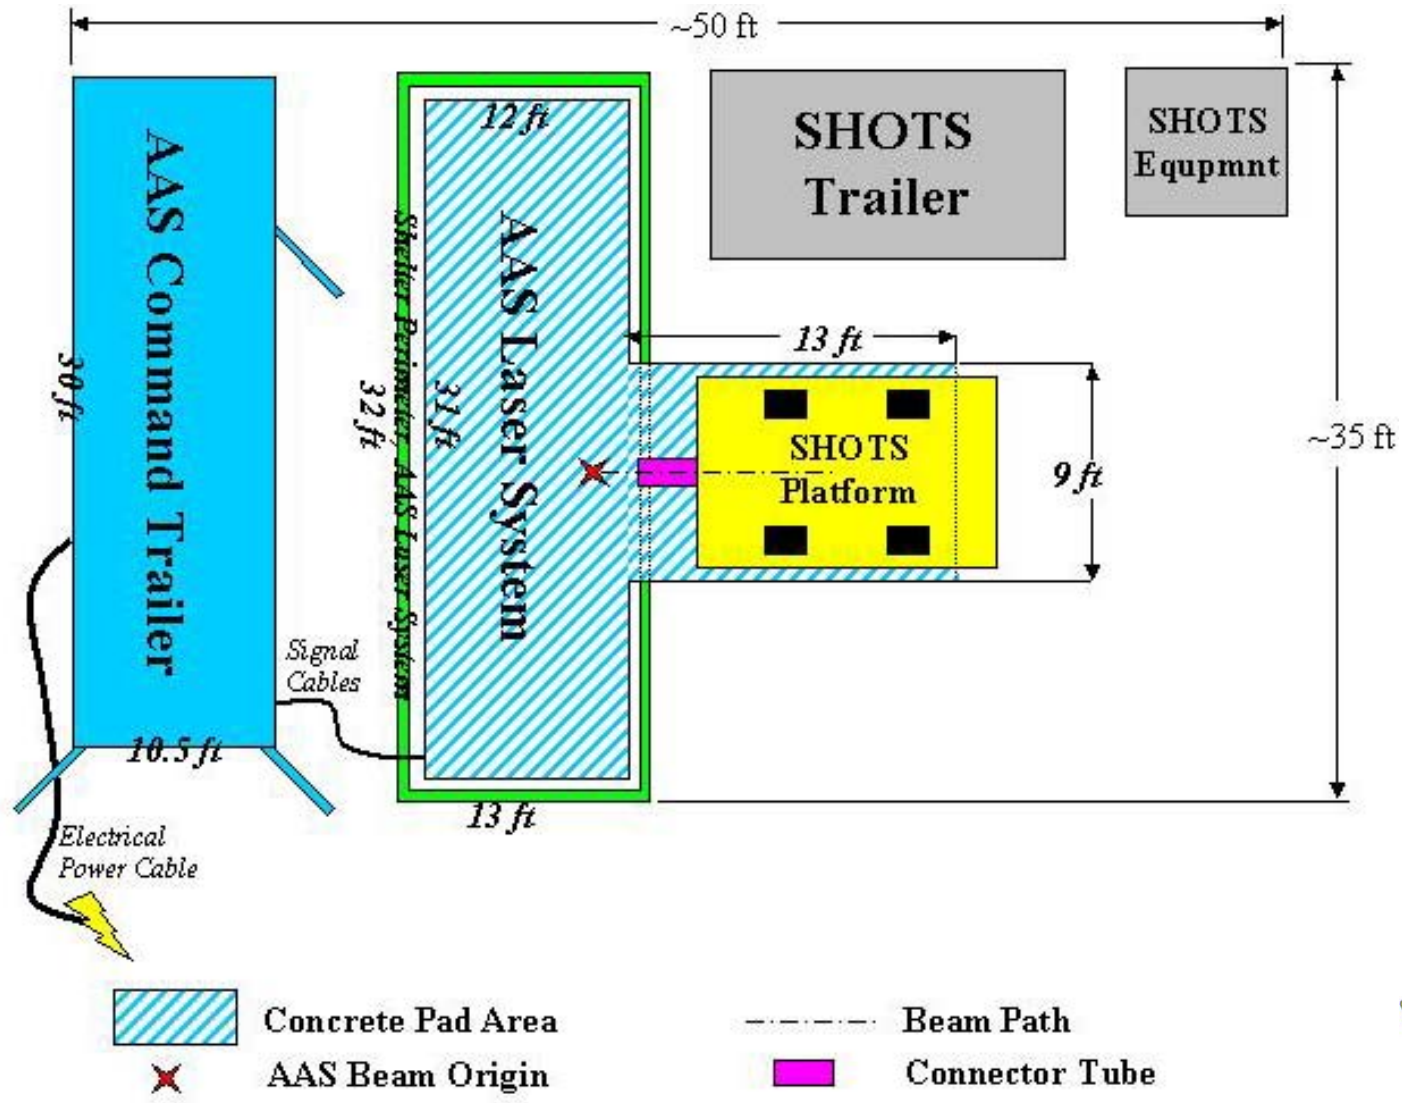 ~50 ft
AAS Command Trailer
30 ft
10.5 ft
12 ft
Shelter Perimeter, AAS Laser System
32 ft
31 ft
AAS Laser System
13 ft
SHOTS
Trailer
SHOTS
Equpmnt
13 ft
SHOTS
Platform
9 ft
~35 ft
Signal
Cables
Electrical
Power Cable
Concrete Pad Area
Beam Path
AAS Beam Origin
Connector Tube